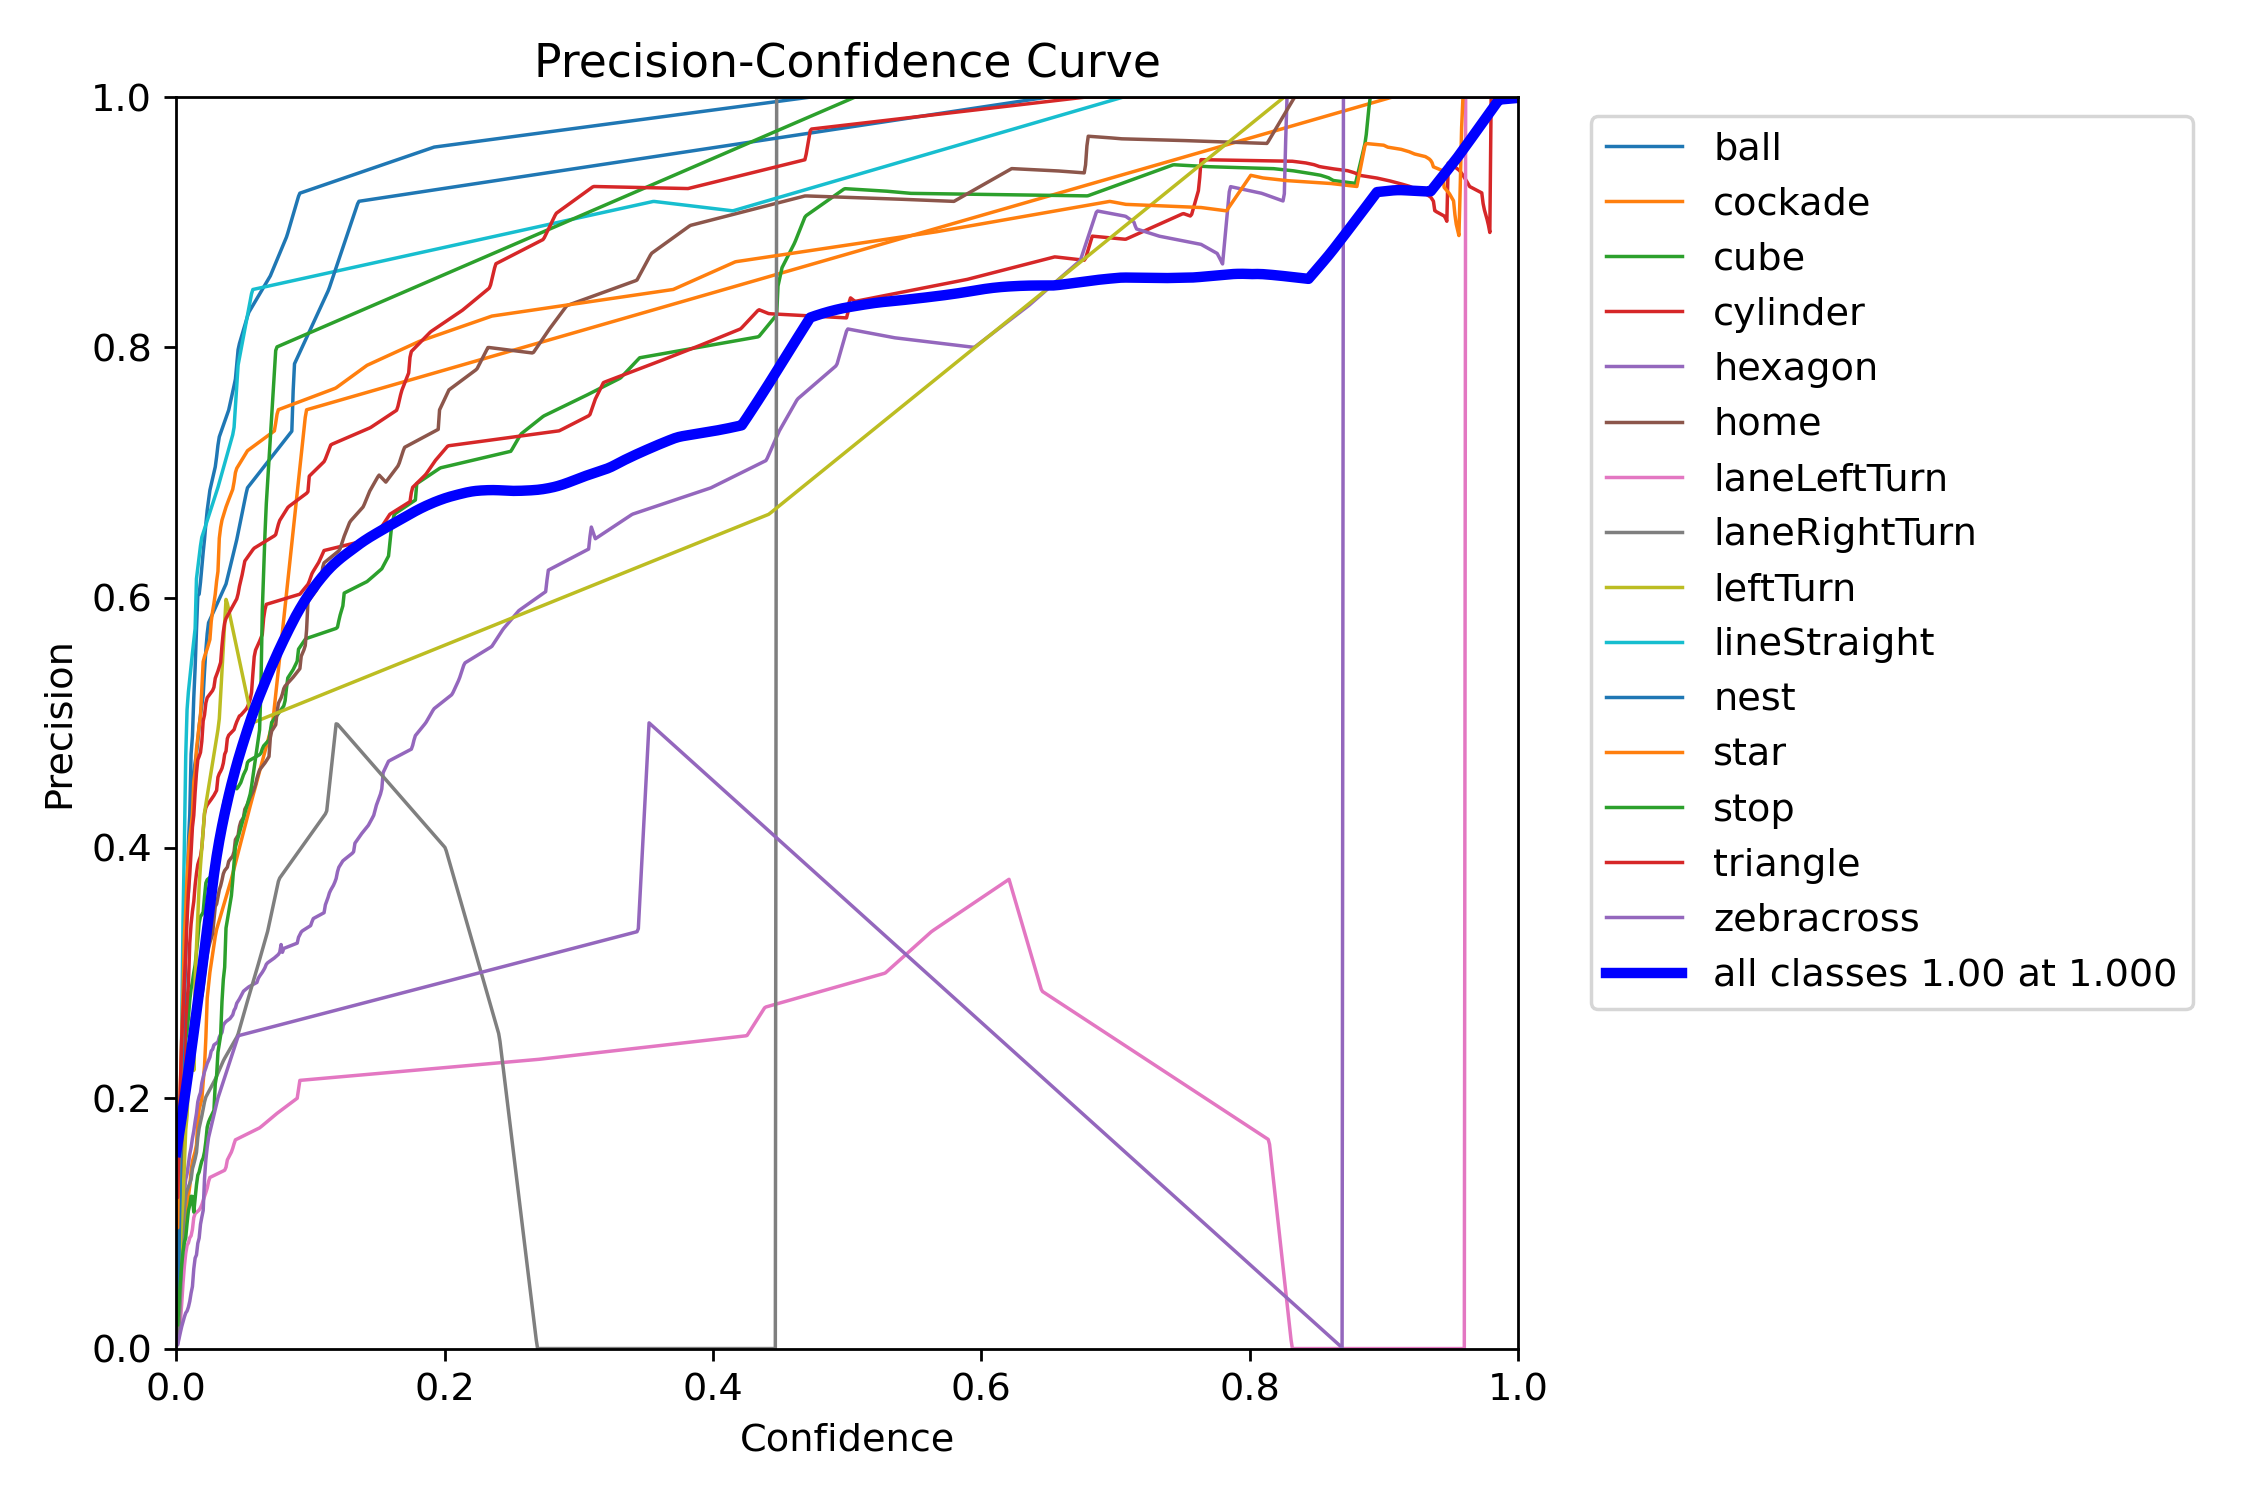 Precision-Confidence Curve
1.0
0.8
0.6
0.4
0.2
0.0
Precision
0.0 0.2 0.4 0.6 0.8 1.0
Confidence
ball
cockade
cube
cylinder
hexagon
home
laneLeftTurn
laneRightTurn
leftTurn
lineStraight
nest
star
stop
triangle
zebracross
all classes 1.00 at 1.000